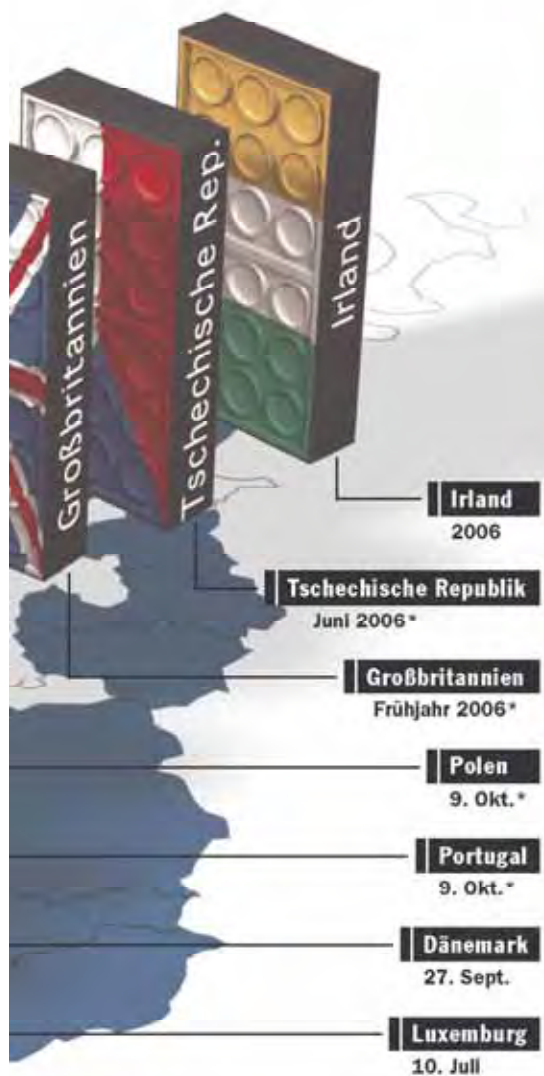 Großbritannien
Tschechische Rep.
Irland
Irland
2006
Tschechische Republik
Juni 2006*
Großbritannien
Frühjahr 2006*
Polen
9. Okt.*
Portugal
9. Okt.*
Dänemark
27. Sept.
Luxemburg
10. Juli